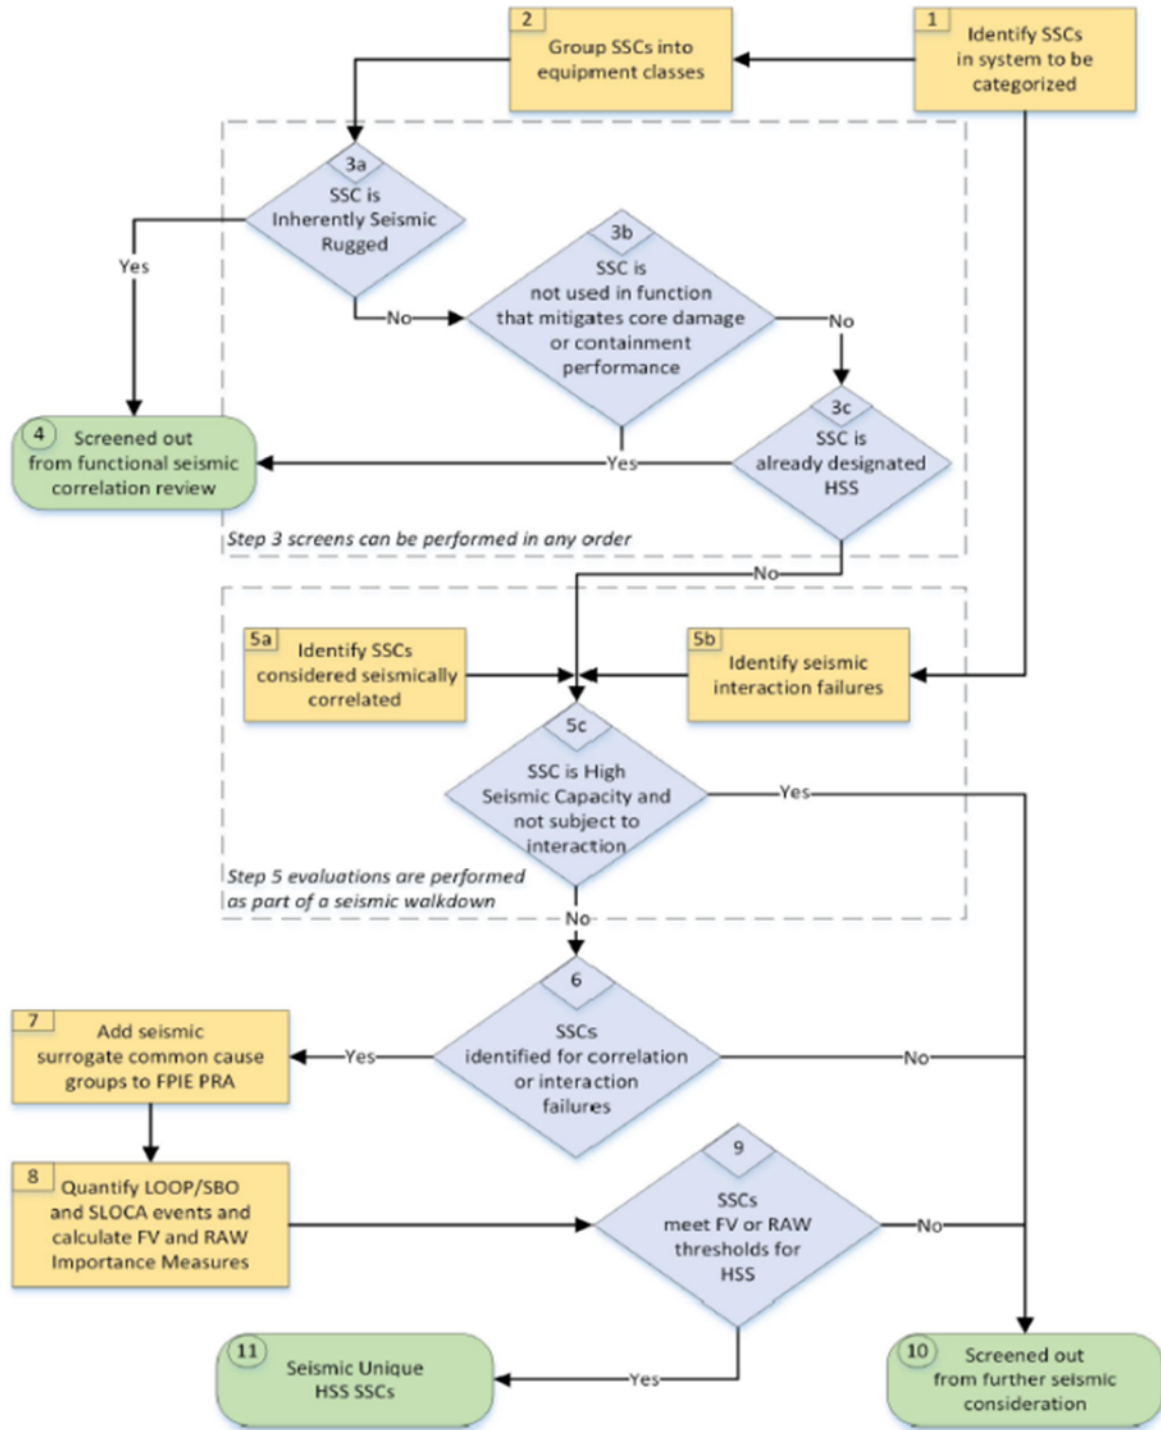 1
Identify SSCs
in system to be
categorized
2
Group SSCs into
equipment classes
3a
SSC is
Inherently Seismic
Rugged
Yes
No
3b
SSC is
not used in function
that mitigates core damage
or containment
performance
No
3c
SSC is
already designated
HSS
Yes
4
Screened out
from functional seismic
correlation review
Step 3 screens can be performed in any order
No
5a
Identify SSCs
considered seismically
correlated
5b
Identify seismic
interaction failures
5c
SSC is High
Seismic Capacity and
not subject to
interaction
Yes
Step 5 evaluations are performed
as part of a seismic walkdown
No
6
SSCs
identified for correlation
or interaction
failures
Yes
No
7
Add seismic
surrogate common cause
groups to FPIE PRA
8
Quantify LOOP/SBO
and SLOCA events and
calculate FV and RAW
Importance Measures
9
SSCs
meet FV or RAW
thresholds for
HSS
No
Yes
10
Screened out
from further seismic
consideration
11
Seismic Unique
HSS SSCs